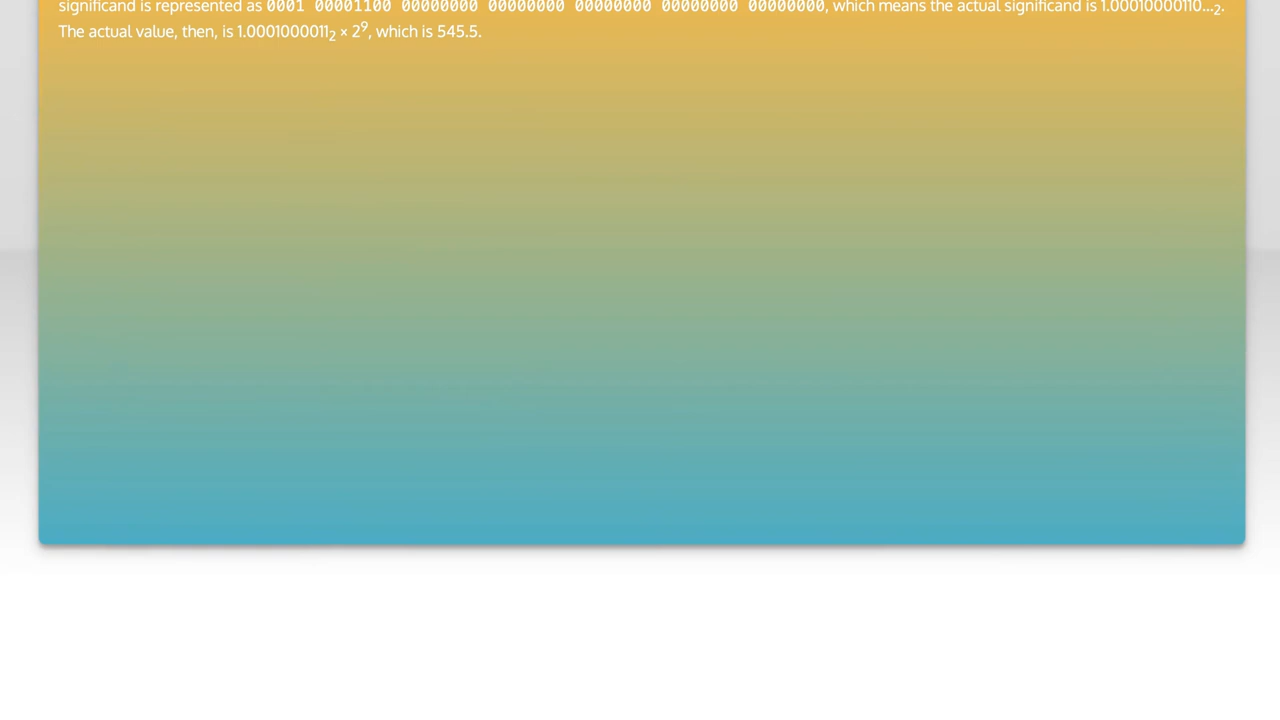 significand is represented as 0001 00001100 00000000 00000000 00000000 00000000 00000000, which means the actual significand is 1.00010000110...₂.
The actual value, then, is 1.0001000011₂ × 2⁹, which is 545.5.